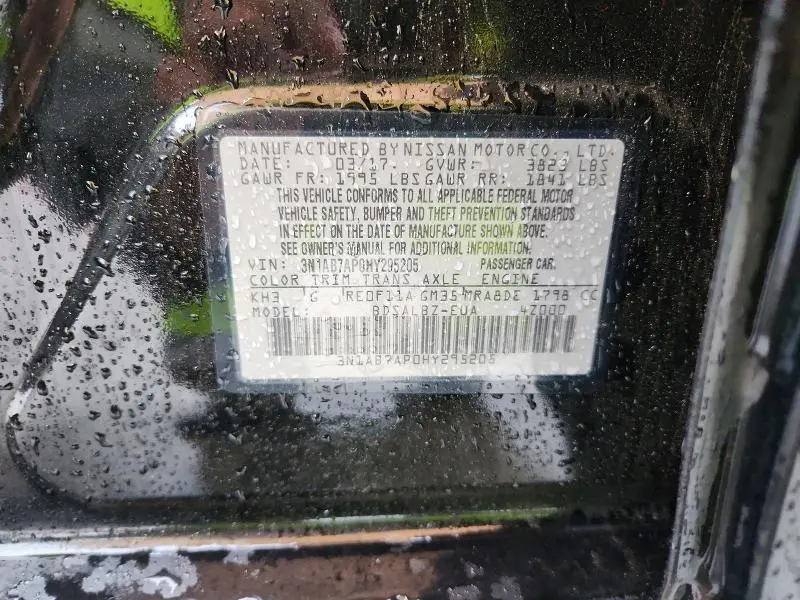 MANUFACTURED BY NISSAN MOTOR CO., LTD.
DATE: 03/17 GVWR: 3823 LBS
GAWR FR: 1995 LBS GAWR RR: 1841 LBS
THIS VEHICLE CONFORMS TO ALL APPLICABLE FEDERAL MOTOR
VEHICLE SAFETY, BUMPER AND THEFT PREVENTION STANDARDS
IN EFFECT ON THE DATE OF MANUFACTURE SHOWN ABOVE.
SEE OWNER'S MANUAL FOR ADDITIONAL INFORMATION.
VIN: 3N1AB7AP0HY295205 PASSENGER CAR.
COLOR TRIM TRANS AXLE ENGINE
KH3 G RE0F11A GM35 MRA8DE 1798 CC
MODEL: BDSALBZ-EUA 4Z000
3N1AB7AP0HY295205